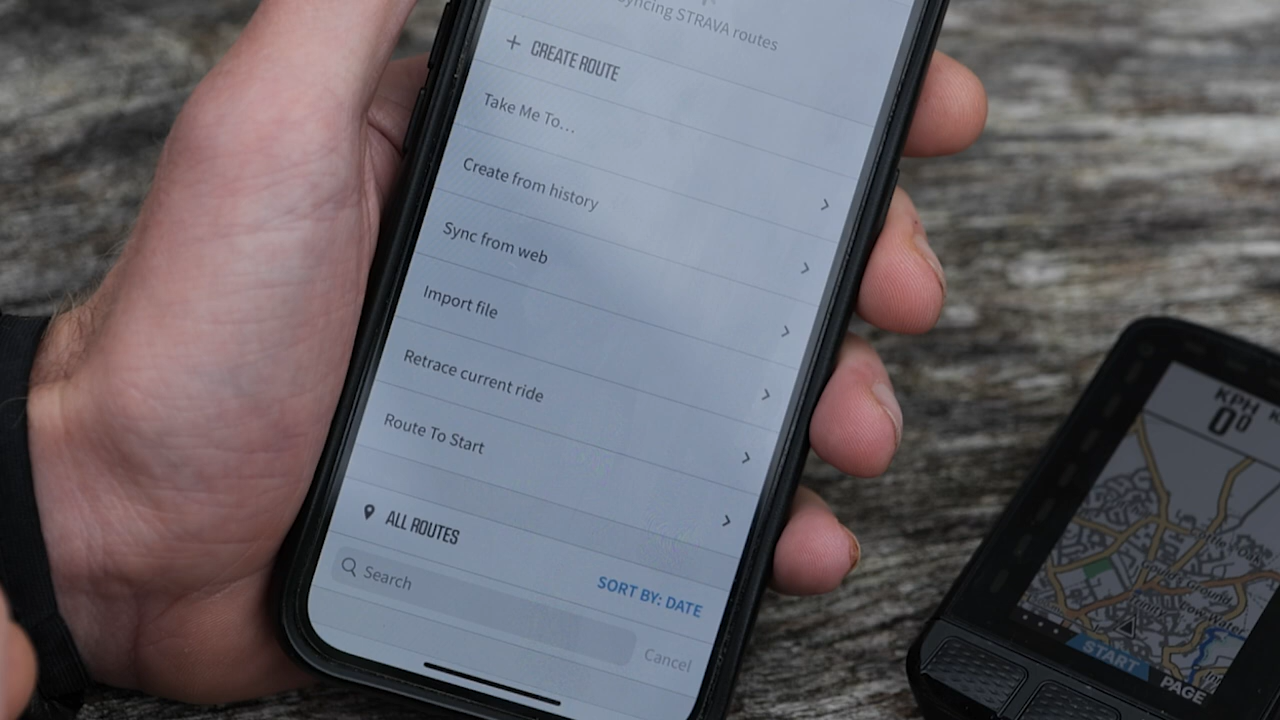 Syncing STRAVA routes
+ CREATE ROUTE
Take Me To...
Create from history
Sync from web
Import file
Retrace current ride
Route To Start
ALL ROUTES
SORT BY: DATE
Search
Cancel
KPH
0.0
START
PAGE